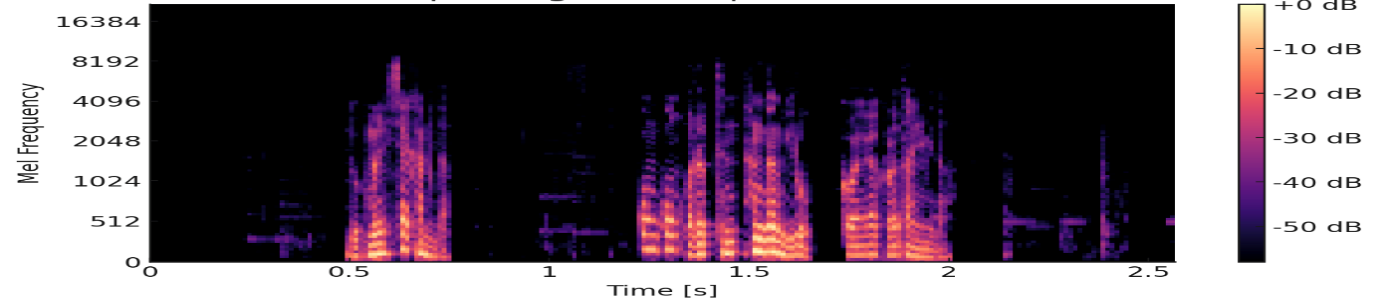 16384
8192
4096
2048
1024
512
0
Mel Frequency
0
0.5
1
1.5
2
2.5
Time [s]
+0 dB
-10 dB
-20 dB
-30 dB
-40 dB
-50 dB